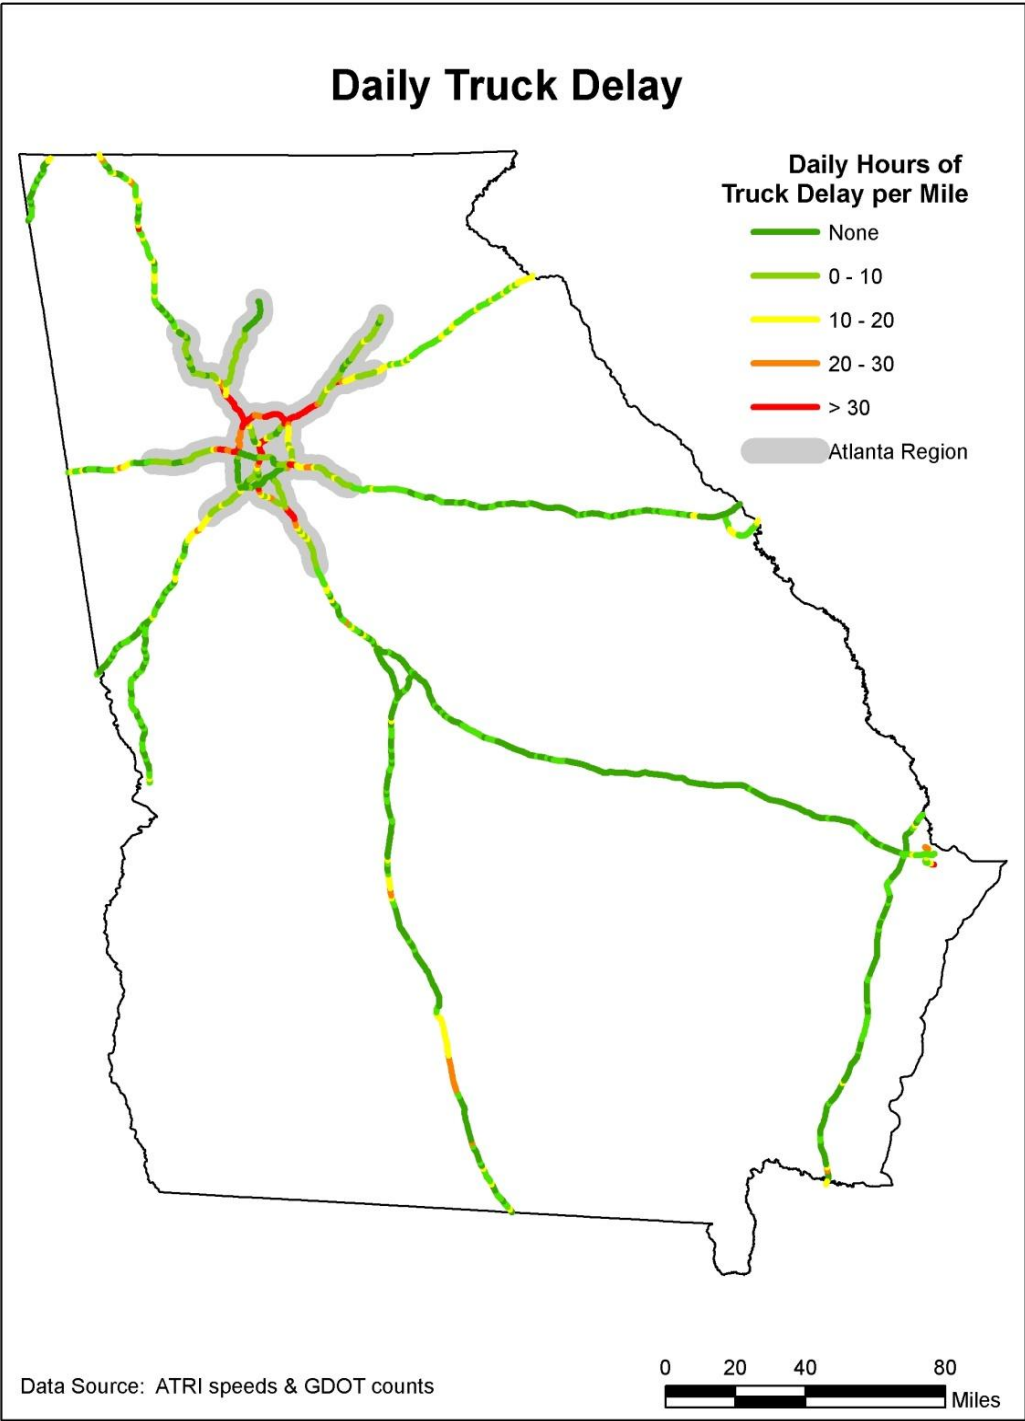 Daily Truck Delay
Daily Hours of
Truck Delay per Mile
None
0 - 10
10 - 20
20 - 30
> 30
Atlanta Region
Data Source:  ATRI speeds & GDOT counts
0 20 40 80
Miles